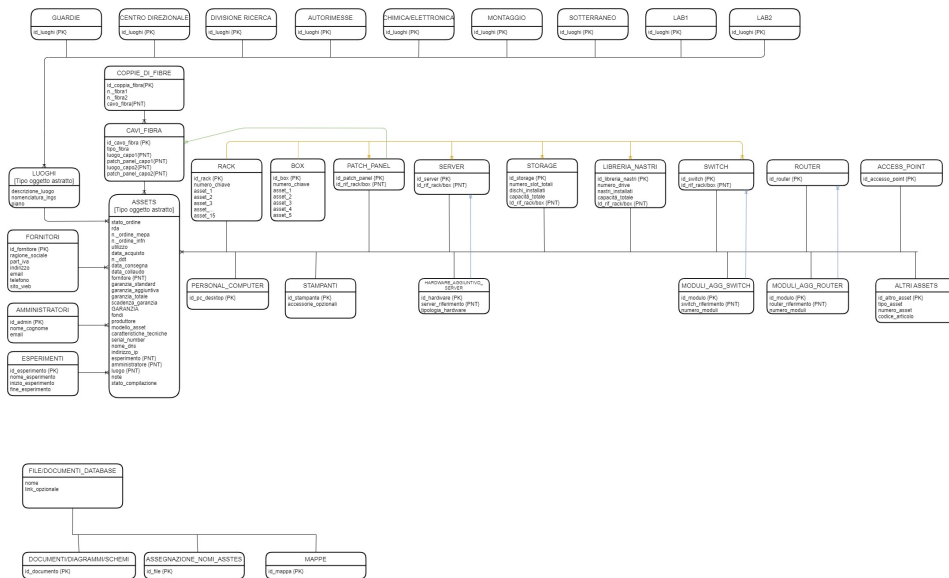 GUARDIE
id_luoghi (PK)
CENTRO DIREZIONALE
id_luoghi (PK)
DIVISIONE RICERCA
id_luoghi (PK)
AUTORIMESSE
id_luoghi (PK)
CHIMICA/ELETTRONICA
id_luoghi (PK)
MONTAGGIO
id_luoghi (PK)
SOTTERRANEO
id_luoghi (PK)
LAB1
id_luoghi (PK)
LAB2
id_luoghi (PK)
COPPIE_DI_FIBRE
id_coppia_fibra(PK)
n._fibra1
n._fibra2
cavo_fibra(PNT)
CAVI_FIBRA
id_cavo_fibra (PK)
tipo_fibra
luogo_capo1(PNT)
patch_panel_capo1(PNT)
luogo_capo2(PNT)
patch_panel_capo2(PNT)
LUOGHI
[Tipo oggetto astratto]
descrizione_luogo
nomenclatura_lngs
piano
RACK
id_rack (PK)
numero_chiave
asset_1
asset_2
asset_3
asset_...
asset_15
BOX
id_box (PK)
numero_chiave
asset_1
asset_2
asset_3
asset_4
asset_5
PATCH_PANEL
id_patch_panel (PK)
id_rif_rack/box (PNT)
SERVER
id_server (PK)
id_rif_rack/box (PNT)
STORAGE
id_storage (PK)
numero_slot_totali
dischi_installati
capacità_totale
id_rif_rack/box (PNT)
LIBRERIA_NASTRI
id_libreria_nastri (PK)
numero_drive
nastri_installati
capacità_totale
id_rif_rack/box (PNT)
SWITCH
id_switch (PK)
id_rif_rack/box (PNT)
ROUTER
id_router (PK)
ACCESS_POINT
id_accesso_point (PK)
ASSETS
[Tipo oggetto astratto]
stato_ordine
rda
n._ordine_mepa
n._ordine_infn
utilizzo
data_acquisto
n._ddt
data_consegna
data_collaudo
fornitore (PNT)
garanzia_standard
garanzia_aggiuntiva
garanzia_totale
scadenza_garanzia
GARANZIA
fondi
produttore
modello_asset
caratteristiche_tecniche
serial_number
nome_dns
indirizzo_ip
esperimento (PNT)
amministratore (PNT)
luogo (PNT)
note
stato_compilazione
FORNITORI
id_fornitore (PK)
ragione_sociale
part_iva
indirizzo
email
telefono
sito_web
AMMINISTRATORI
id_admin (PK)
nome_cognome
email
ESPERIMENTI
id_esperimento (PK)
nome_esperimento
inizio_esperimento
fine_esperimento
PERSONAL_COMPUTER
id_pc_desktop (PK)
STAMPANTI
id_stampante (PK)
accessorie_opzionali
HARDWARE_AGGIUNTIVO_
SERVER
id_hardware (PK)
server_riferimento (PNT)
tipologia_hardware
MODULI_AGG_SWITCH
id_modulo (PK)
switch_riferimento (PNT)
numero_moduli
MODULI_AGG_ROUTER
id_modulo (PK)
router_riferimento (PNT)
numero_moduli
ALTRI ASSETS
id_altro_asset (PK)
tipo_asset
numero_asset
codice_articolo
FILE/DOCUMENTI_DATABASE
nome
link_opzionale
DOCUMENTI/DIAGRAMMI/SCHEMI
id_documento (PK)
ASSEGNAZIONE_NOMI_ASSTES
id_file (PK)
MAPPE
id_mappa (PK)